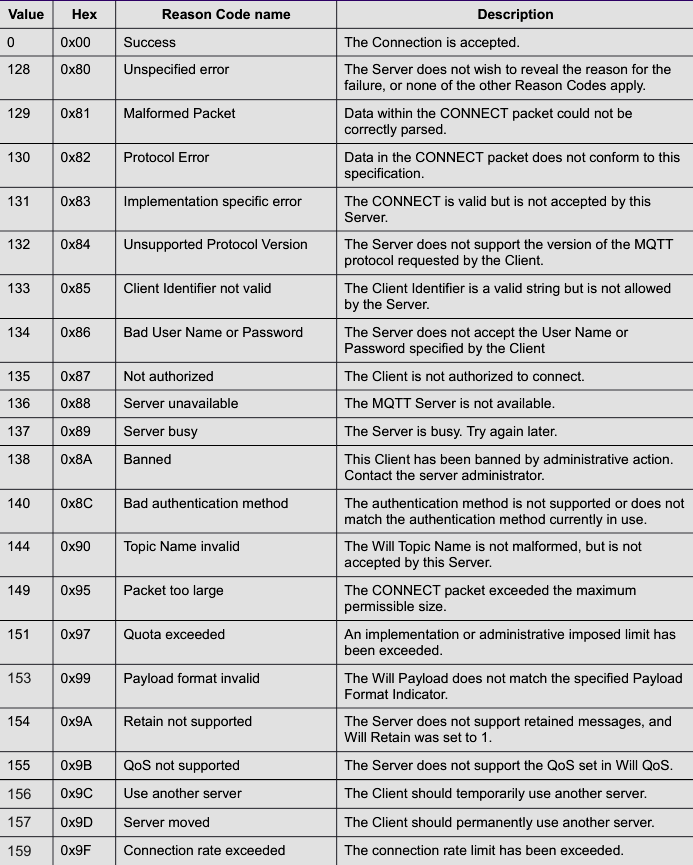 Value Hex Reason Code name Description
0 0x00 Success The Connection is accepted.
128 0x80 Unspecified error The Server does not wish to reveal the reason for the
failure, or none of the other Reason Codes apply.
129 0x81 Malformed Packet Data within the CONNECT packet could not be
correctly parsed.
130 0x82 Protocol Error Data in the CONNECT packet does not conform to this
specification.
131 0x83 Implementation specific error The CONNECT is valid but is not accepted by this
Server.
132 0x84 Unsupported Protocol Version The Server does not support the version of the MQTT
protocol requested by the Client.
133 0x85 Client Identifier not valid The Client Identifier is a valid string but is not allowed
by the Server.
134 0x86 Bad User Name or Password The Server does not accept the User Name or
Password specified by the Client
135 0x87 Not authorized The Client is not authorized to connect.
136 0x88 Server unavailable The MQTT Server is not available.
137 0x89 Server busy The Server is busy. Try again later.
138 0x8A Banned This Client has been banned by administrative action.
Contact the server administrator.
140 0x8C Bad authentication method The authentication method is not supported or does not
match the authentication method currently in use.
144 0x90 Topic Name invalid The Will Topic Name is not malformed, but is not
accepted by this Server.
149 0x95 Packet too large The CONNECT packet exceeded the maximum
permissible size.
151 0x97 Quota exceeded An implementation or administrative imposed limit has
been exceeded.
153 0x99 Payload format invalid The Will Payload does not match the specified Payload
Format Indicator.
154 0x9A Retain not supported The Server does not support retained messages, and
Will Retain was set to 1.
155 0x9B QoS not supported The Server does not support the QoS set in Will QoS.
156 0x9C Use another server The Client should temporarily use another server.
157 0x9D Server moved The Client should permanently use another server.
159 0x9F Connection rate exceeded The connection rate limit has been exceeded.